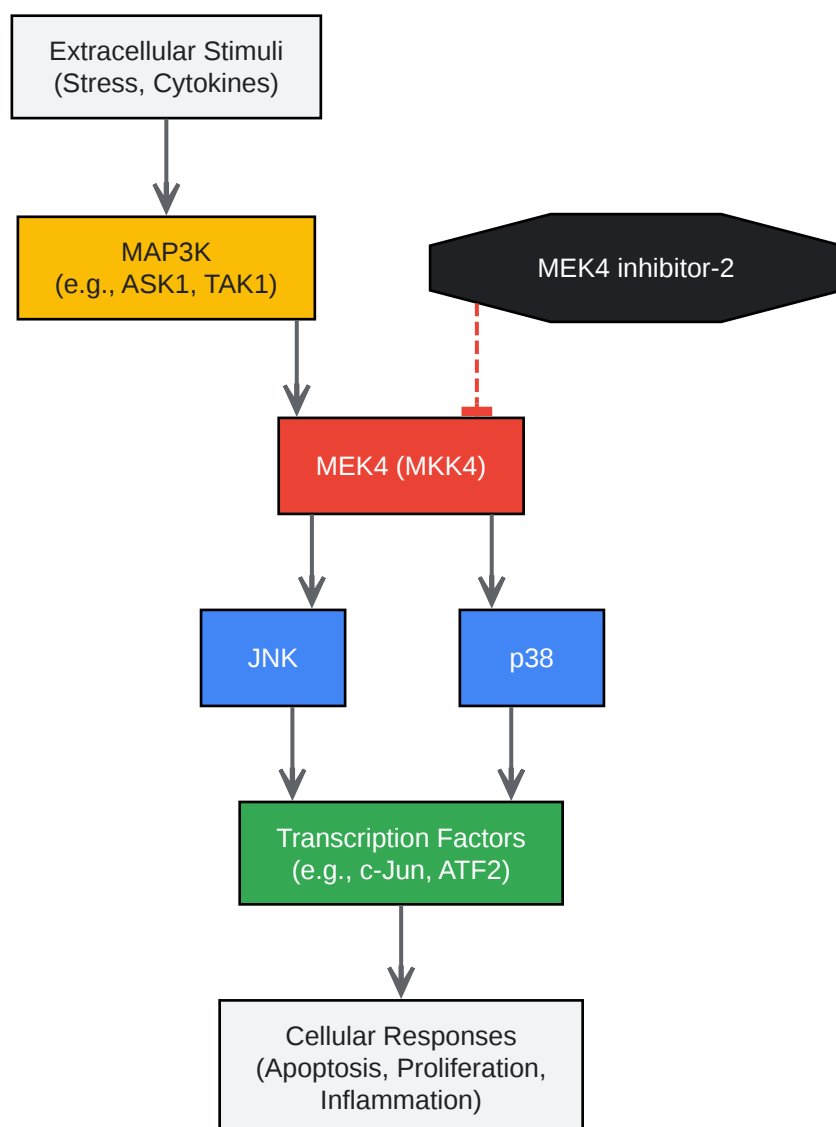 Extracellular Stimuli
(Stress, Cytokines)
MAP3K
(e.g., ASK1, TAK1)
MEK4 inhibitor-2
MEK4 (MKK4)
JNK
p38
Transcription Factors
(e.g., c-Jun, ATF2)
Cellular Responses
(Apoptosis, Proliferation,
Inflammation)